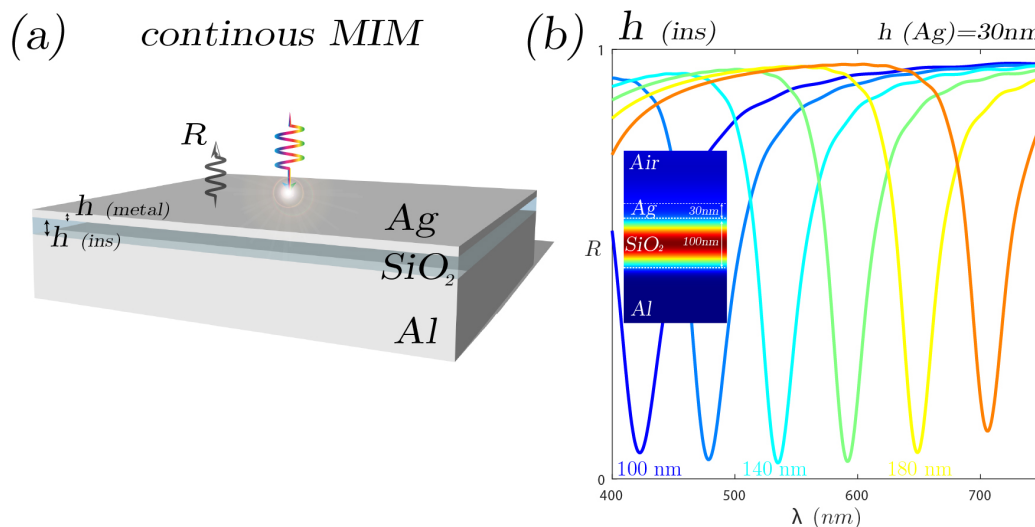 (a) continous MIM
R
h (metal)
h (ins)
Ag
SiO2
Al
(b)
h (ins) h (Ag)=30nm
1
R
0
Air
Ag 30nm
SiO2 100nm
Al
100 nm 140 nm 180 nm
400 500 600 700
λ (nm)